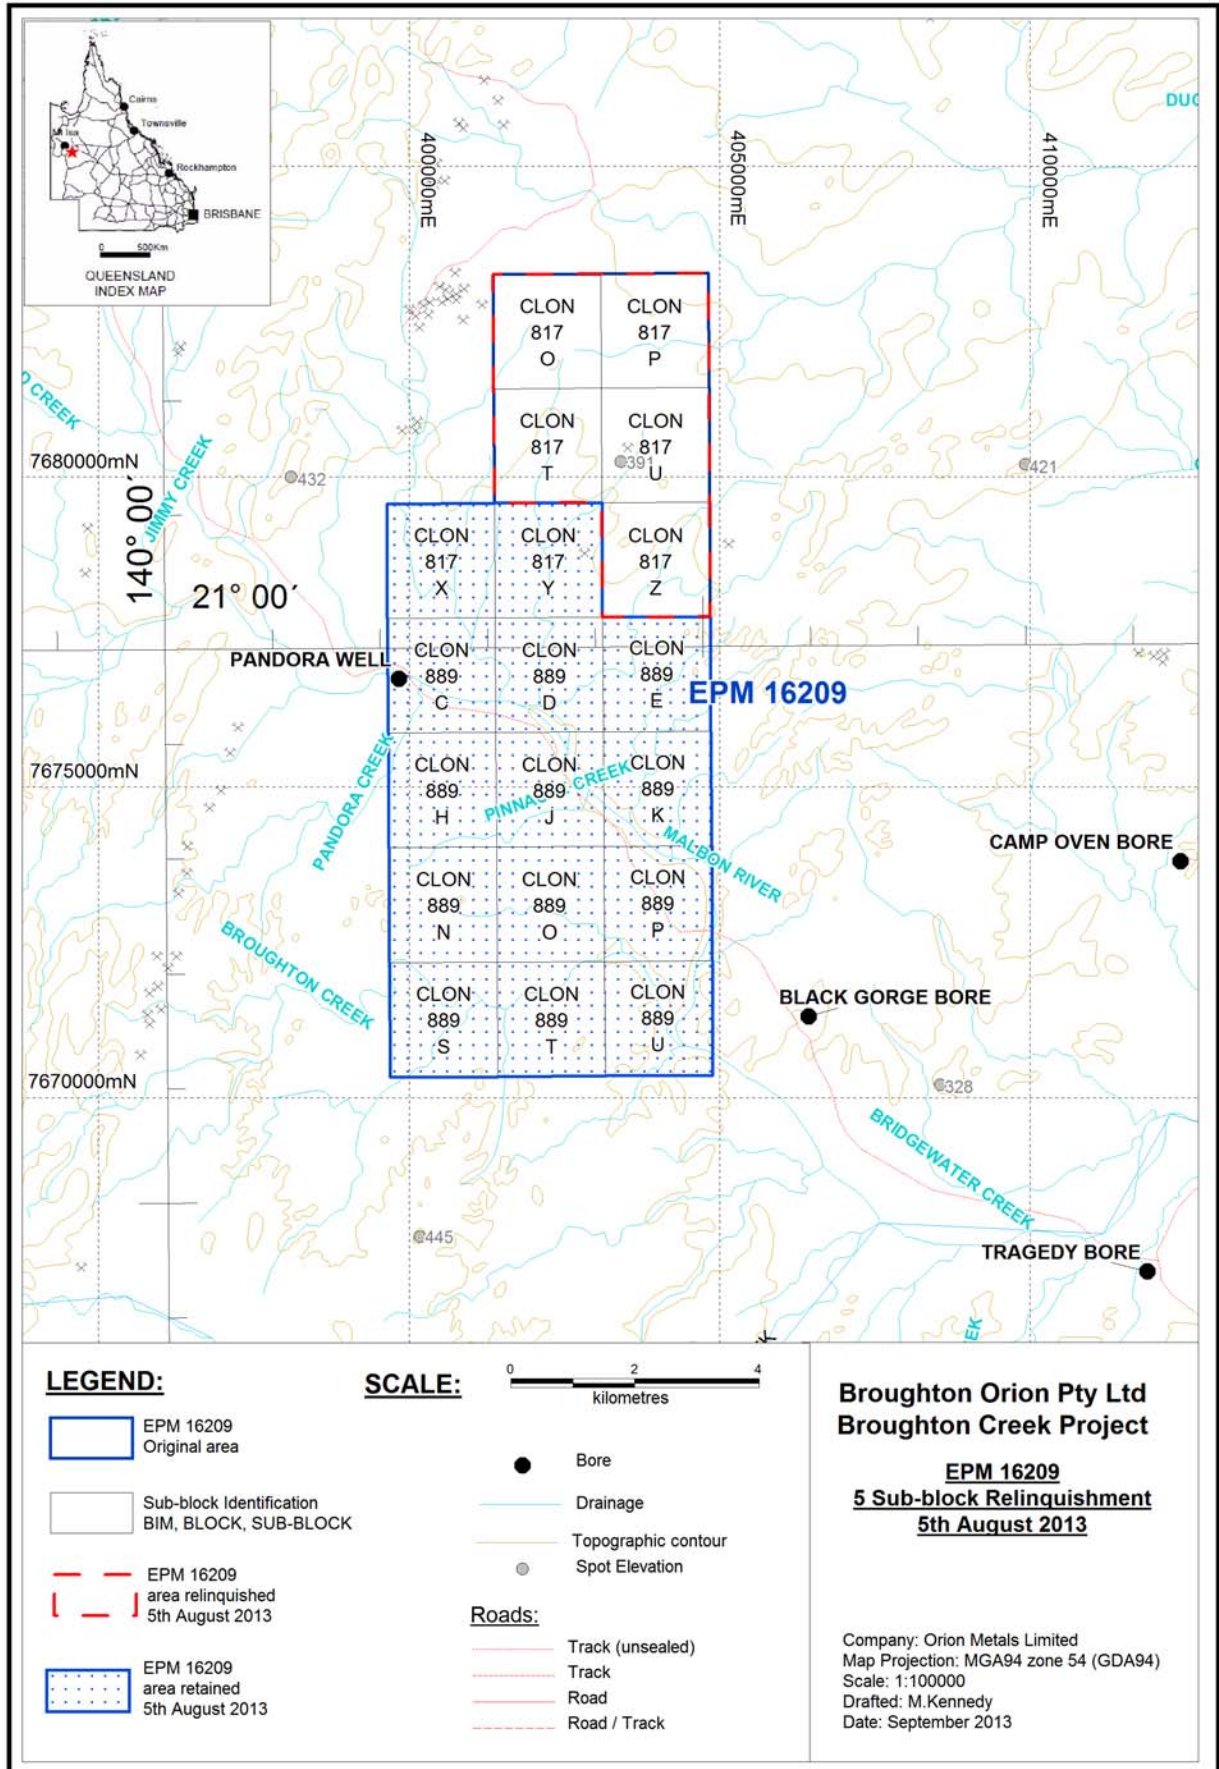 Cairns
Townsville
Mt Isa
Rockhampton
BRISBANE
0 500Km
QUEENSLAND
INDEX MAP
400000mE
405000mE
410000mE
CLON
817
O
CLON
817
P
CLON
817
T
CLON
817
U
391
432
421
7680000mN
JIMMY CREEK
CREEK
140° 00´
21° 00´
CLON
817
X
CLON
817
Y
CLON
817
Z
PANDORA WELL
CLON
889
C
CLON
889
D
CLON
889
E
EPM 16209
7675000mN
PANDORA CREEK
CLON
889
H
CLON
889
J
CLON
889
K
CREEK
MALBON RIVER
CAMP OVEN BORE
CLON
889
N
CLON
889
O
CLON
889
P
BROUGHTON CREEK
CLON
889
S
CLON
889
T
CLON
889
U
BLACK GORGE BORE
7670000mN
328
BRIDGEWATER CREEK
445
TRAGEDY BORE
LEGEND:
EPM 16209
Original area
Sub-block Identification
BIM, BLOCK, SUB-BLOCK
EPM 16209
area relinquished
5th August 2013
EPM 16209
area retained
5th August 2013
SCALE:
0 2 4
kilometres
Bore
Drainage
Topographic contour
Spot Elevation
Roads:
Track (unsealed)
Track
Road
Road / Track
Broughton Orion Pty Ltd
Broughton Creek Project
EPM 16209
5 Sub-block Relinquishment
5th August 2013
Company: Orion Metals Limited
Map Projection: MGA94 zone 54 (GDA94)
Scale: 1:100000
Drafted: M.Kennedy
Date: September 2013